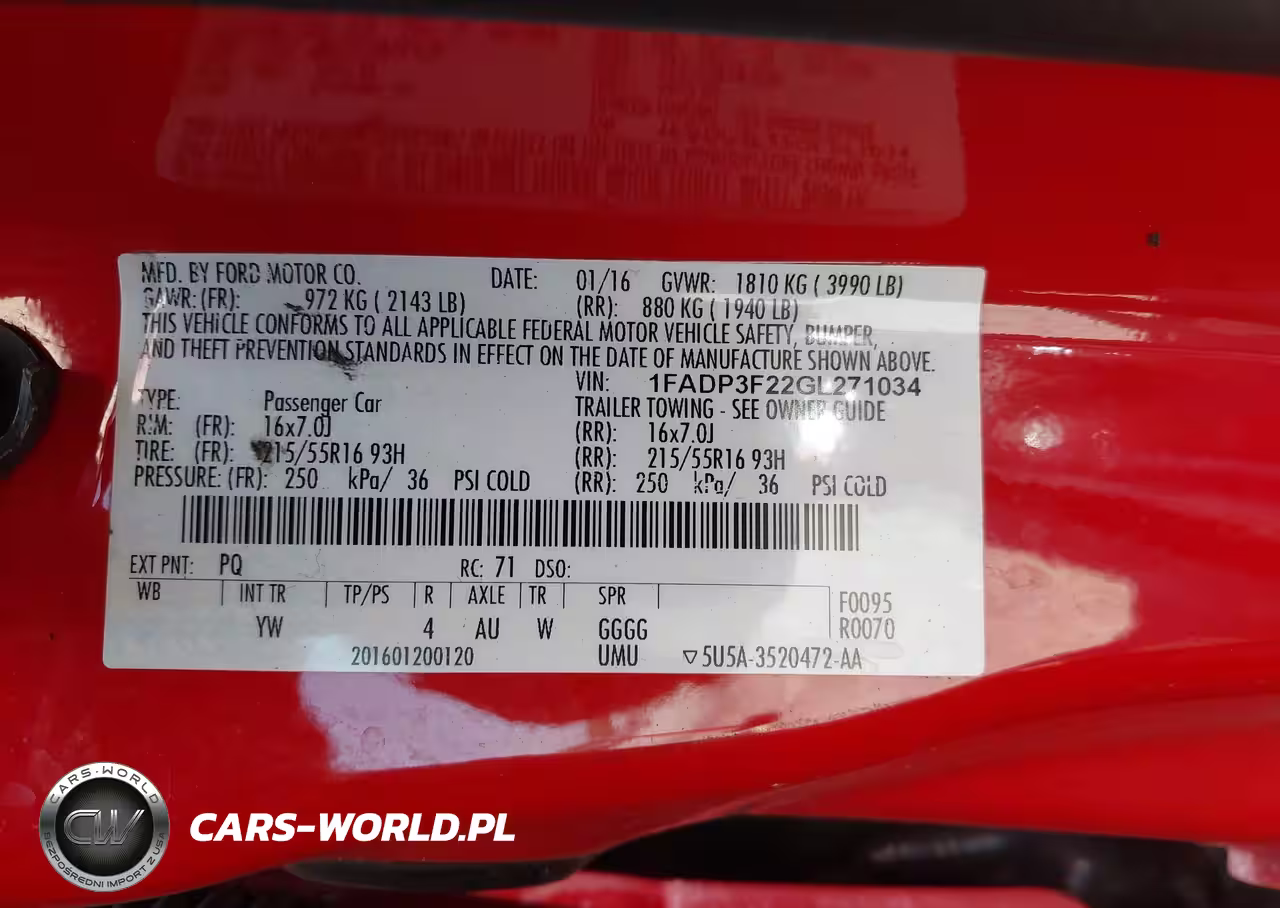 MFD. BY FORD MOTOR CO. DATE: 01/16 GVWR: 1810 KG ( 3990 LB)
GAWR: (FR): 972 KG ( 2143 LB) (RR): 880 KG ( 1940 LB)
THIS VEHICLE CONFORMS TO ALL APPLICABLE FEDERAL MOTOR VEHICLE SAFETY, BUMPER,
AND THEFT PREVENTION STANDARDS IN EFFECT ON THE DATE OF MANUFACTURE SHOWN ABOVE.
VIN: 1FADP3F22GL271034
TYPE: Passenger Car TRAILER TOWING - SEE OWNER GUIDE
RIM: (FR): 16x7.0J (RR): 16x7.0J
TIRE: (FR): 215/55R16 93H (RR): 215/55R16 93H
PRESSURE: (FR): 250 kPa/ 36 PSI COLD (RR): 250 kPa/ 36 PSI COLD
EXT PNT: PQ RC: 71 DSO:
WB INT TR TP/PS R AXLE TR SPR F0095
YW 4 AU W GGGG R0070
201601200120 UMU ▽5U5A-3520472-AA
CARS-WORLD
CW
BEZPOŚREDNI IMPORT Z USA
CARS-WORLD.PL